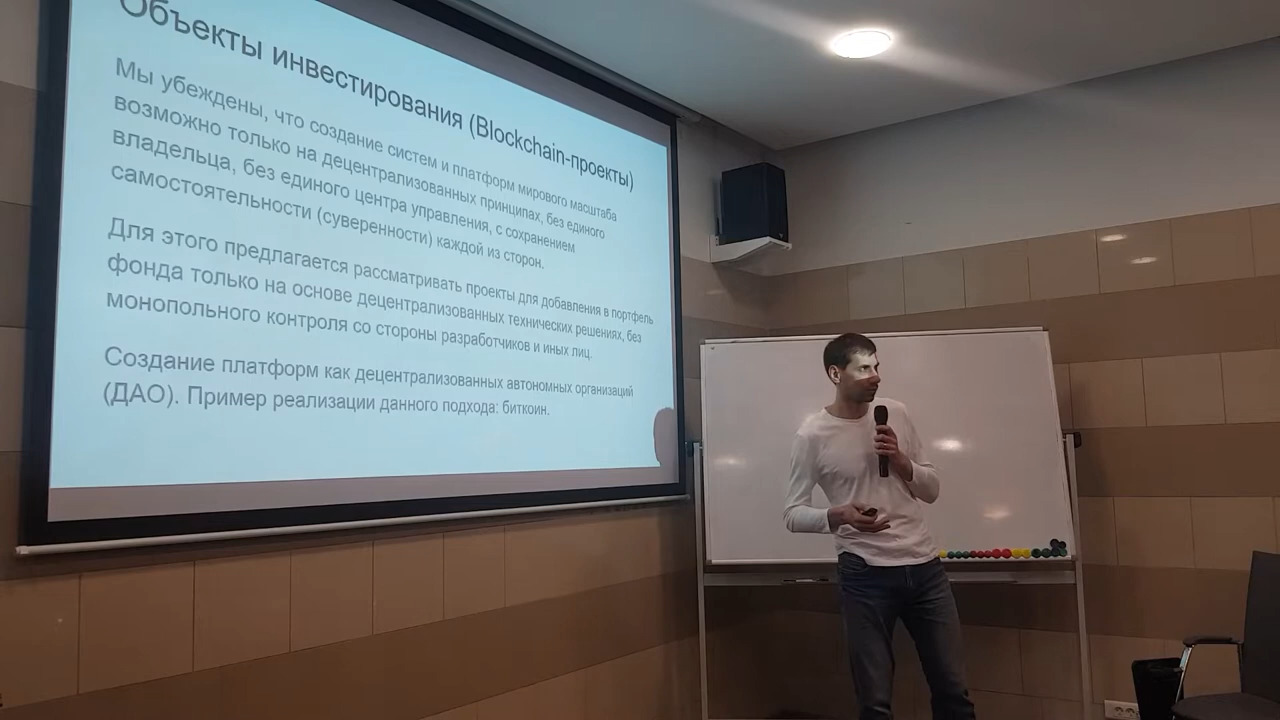 Объекты инвестирования (Blockchain-проекты)
Мы убеждены, что создание систем и платформ мирового масштаба
возможно только на децентрализованных принципах, без единого
владельца, без единого центра управления, с сохранением
самостоятельности (суверенности) каждой из сторон.
Для этого предлагается рассматривать проекты для добавления в портфель
фонда только на основе децентрализованных технических решениях, без
монопольного контроля со стороны разработчиков и иных лиц.
Создание платформ как децентрализованных автономных организаций
(ДАО). Пример реализации данного подхода: биткоин.